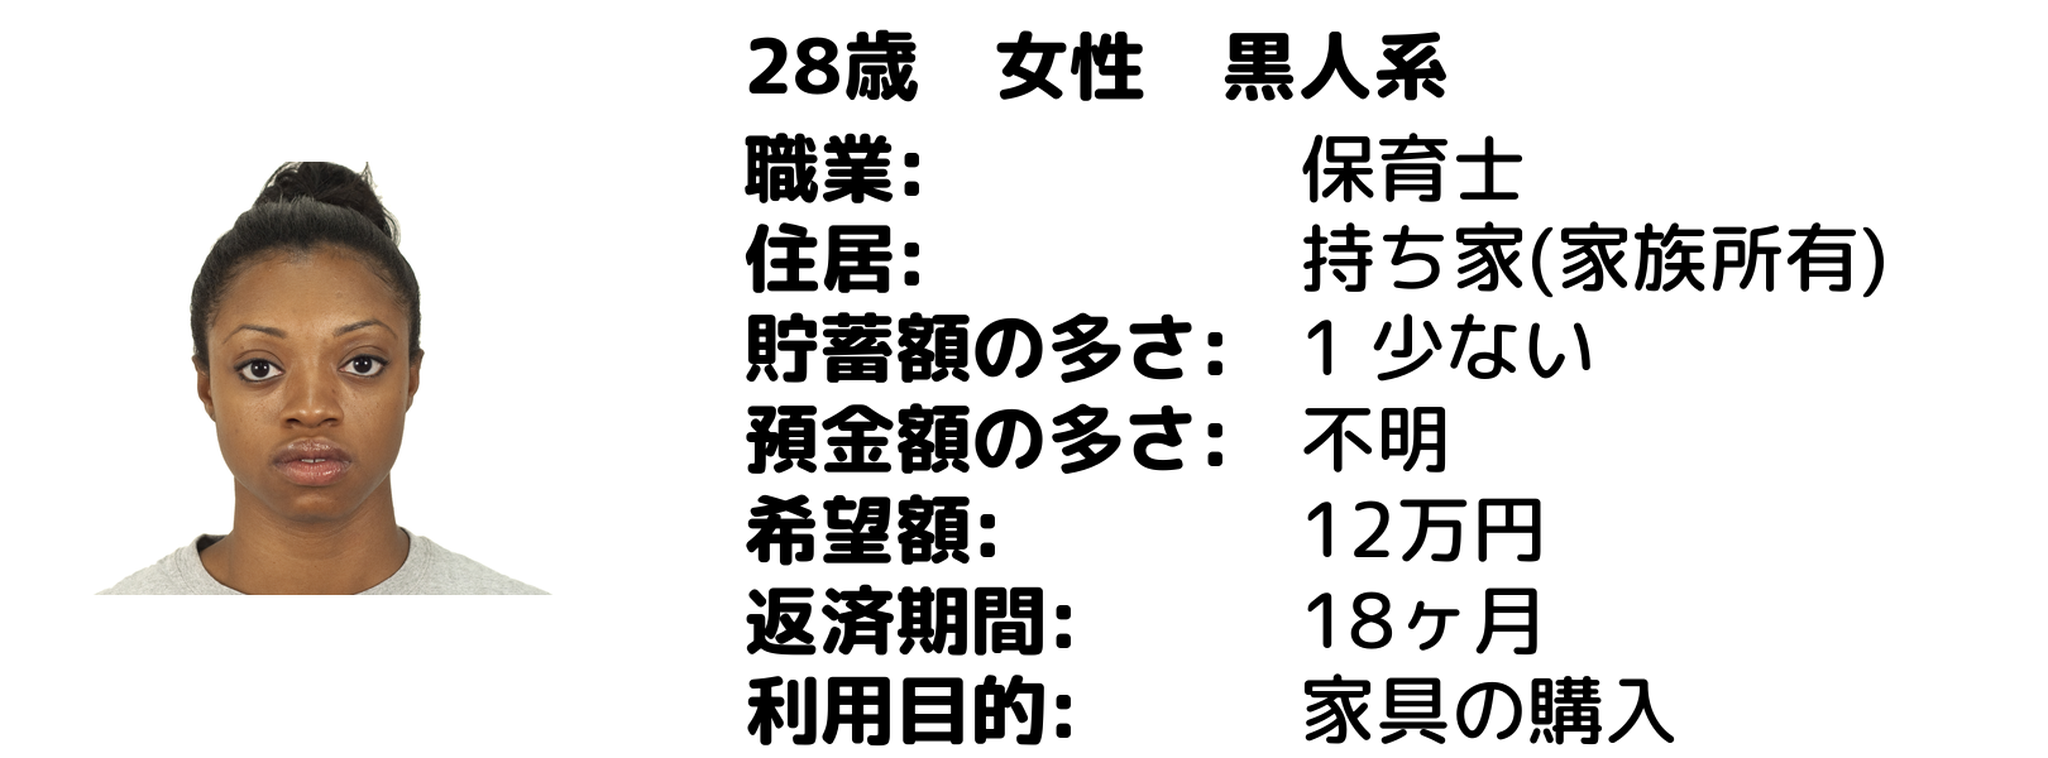 28歳　女性　黒人系
職業: 保育士
住居: 持ち家(家族所有)
貯蓄額の多さ: 1 少ない
預金額の多さ: 不明
希望額: 12万円
返済期間: 18ヶ月
利用目的: 家具の購入